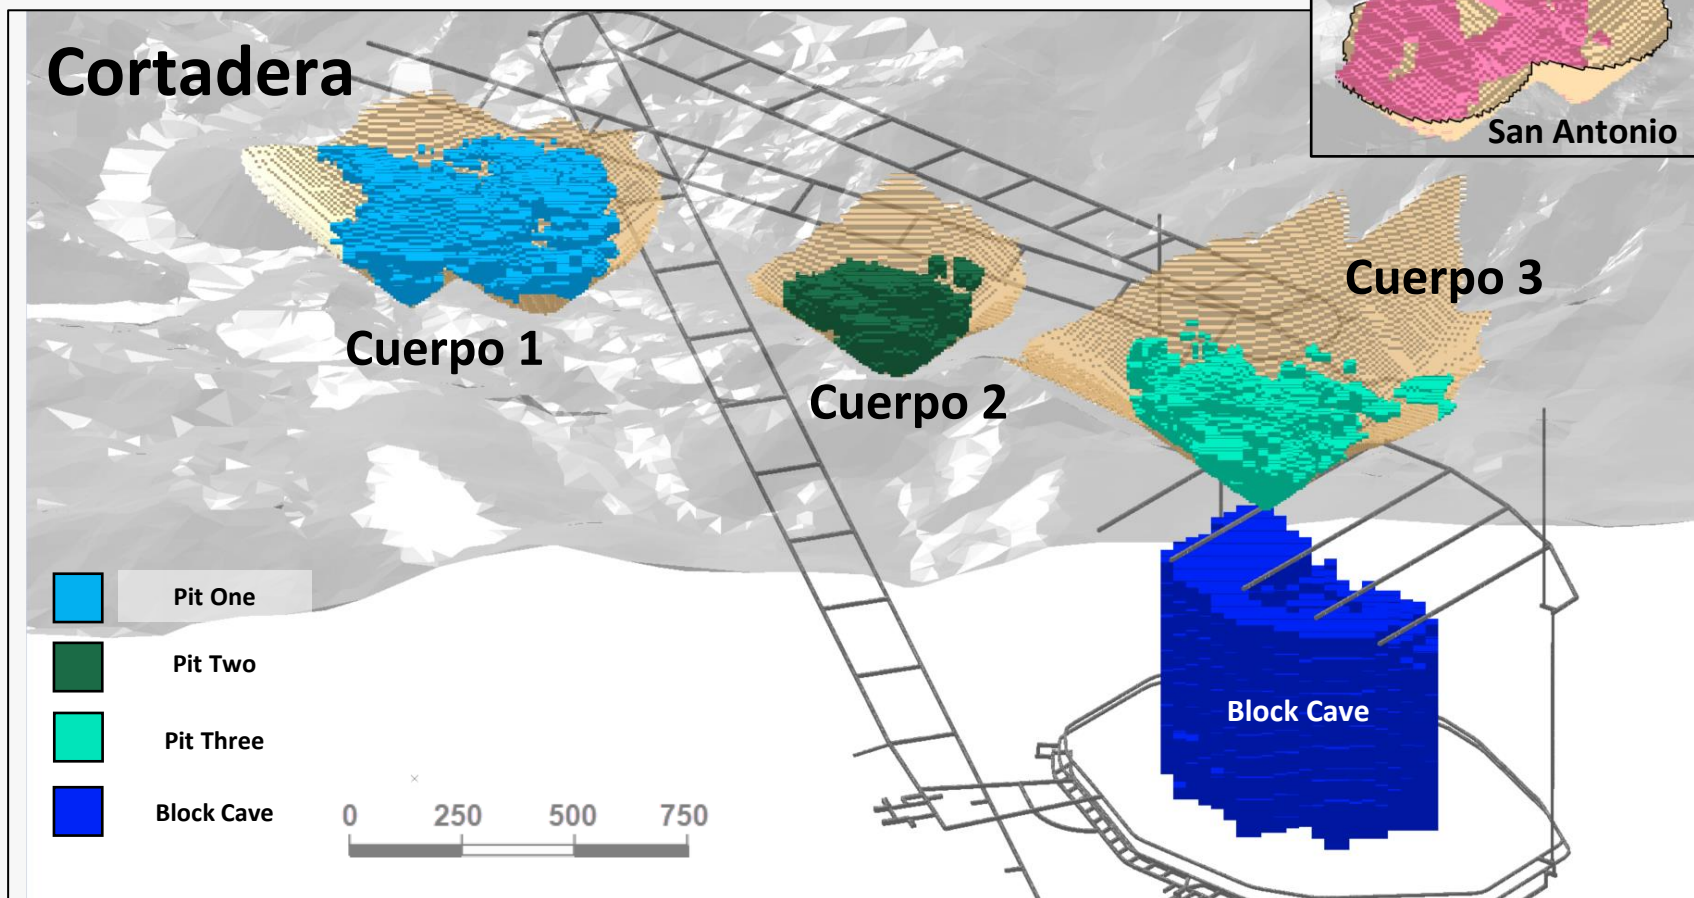 Cortadera
San Antonio
Cuerpo 1
Cuerpo 2
Cuerpo 3
Pit One
Pit Two
Pit Three
Block Cave
Block Cave
0 250 500 750